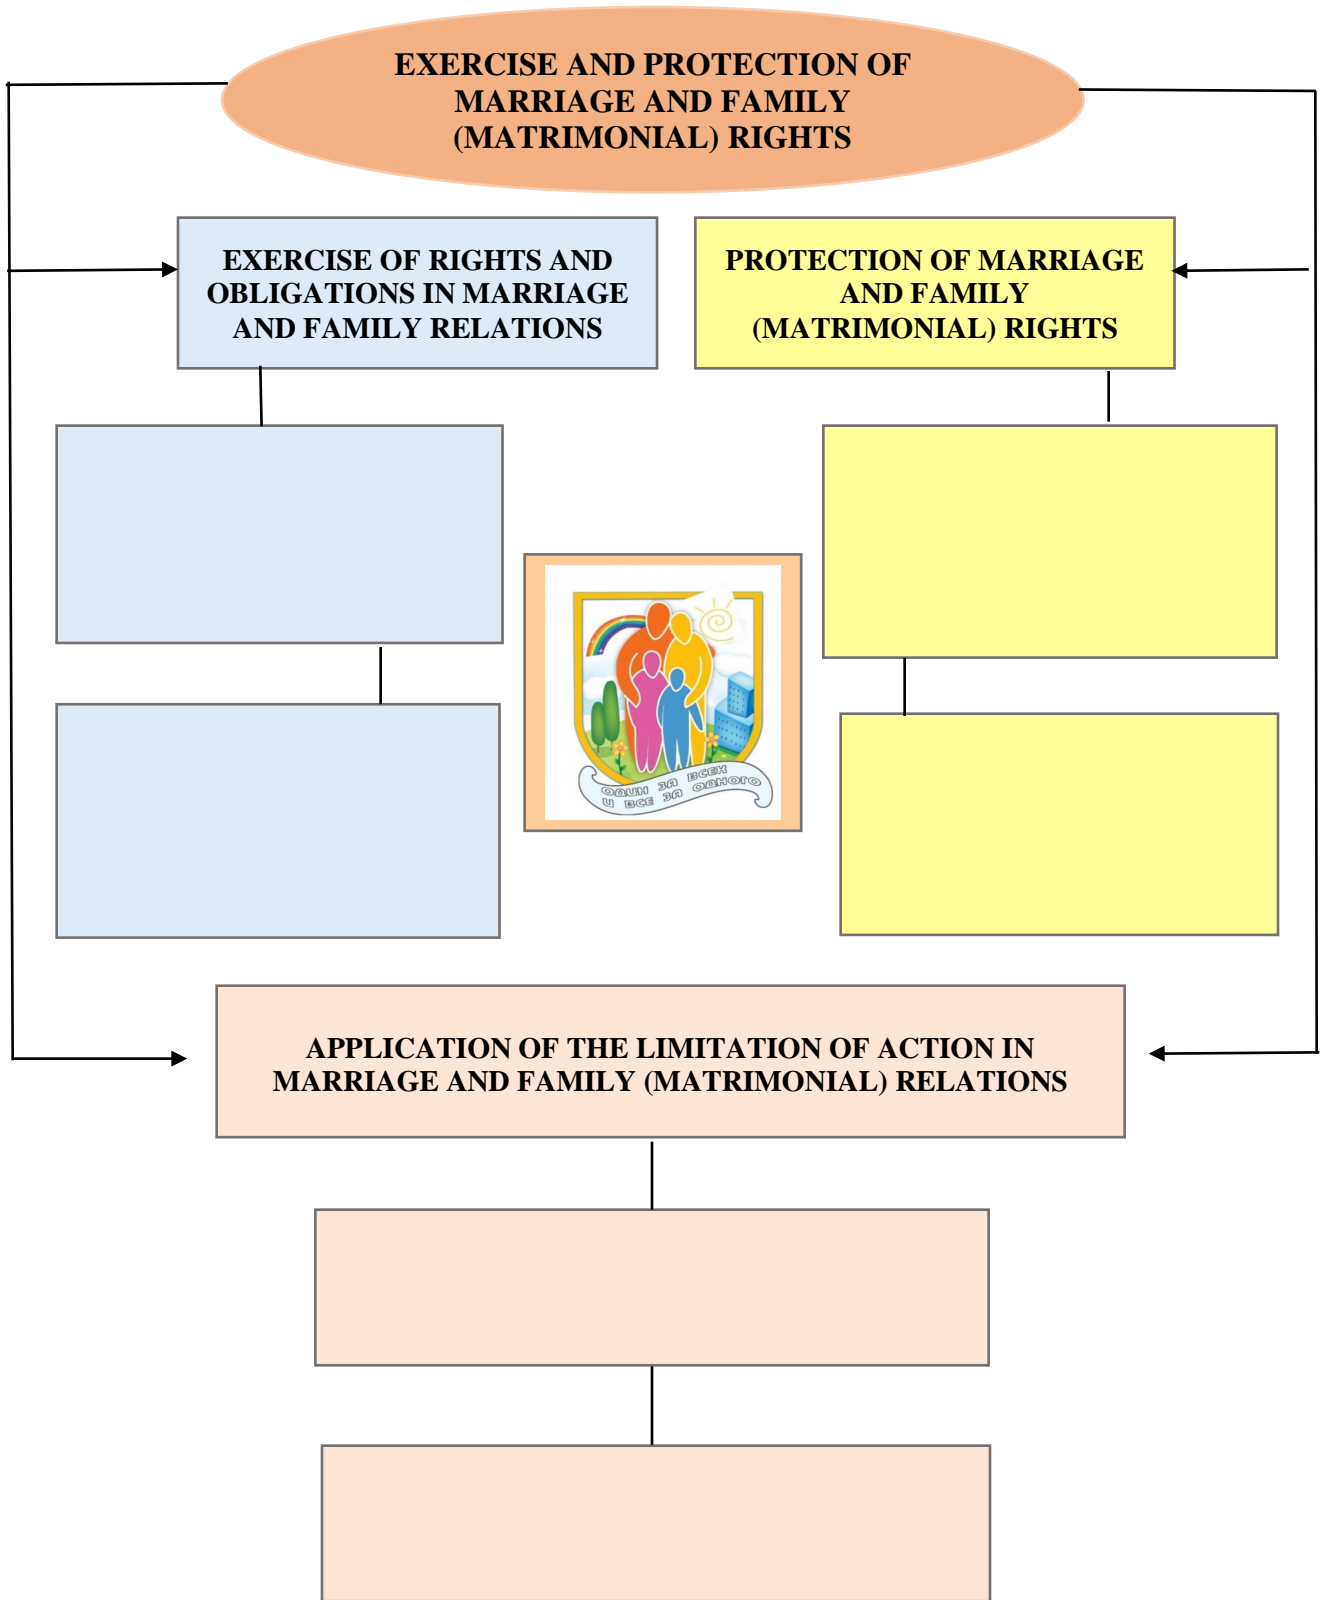 EXERCISE AND PROTECTION OF
MARRIAGE AND FAMILY
(MATRIMONIAL) RIGHTS
EXERCISE OF RIGHTS AND
OBLIGATIONS IN MARRIAGE
AND FAMILY RELATIONS
PROTECTION OF MARRIAGE
AND FAMILY
(MATRIMONIAL) RIGHTS
ОДИН ЗА ВСЕХ
И ВСЕ ЗА ОДНОГО
APPLICATION OF THE LIMITATION OF ACTION IN
MARRIAGE AND FAMILY (MATRIMONIAL) RELATIONS